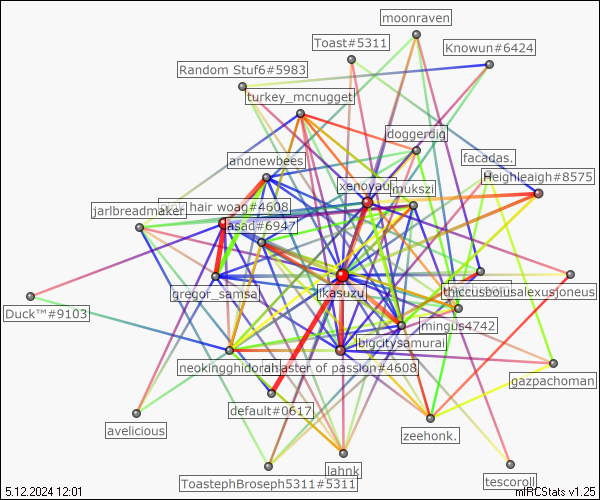 moonraven
Toast#5311
Knowun#6424
Random Stuf6#5983
turkey_mcnugget
doggerdig
facadas.
andnewbees
Heighleaigh#8575
xenoyaur
mukszi
hair woag#4608
jarlbreadmaker
asad#6947
gregor_samsa
ikasuzu
thiccusbiousalexusjoneus
Duck™#9103
mingus4742
bigcitysamurai
neokingghidorah
master of passion#4608
gazpachoman
default#0617
avelicious
zeehonk.
lahnk
ToastephBroseph5311#5311
tescoroll
5.12.2024 12:01
mIRCStats v1.25